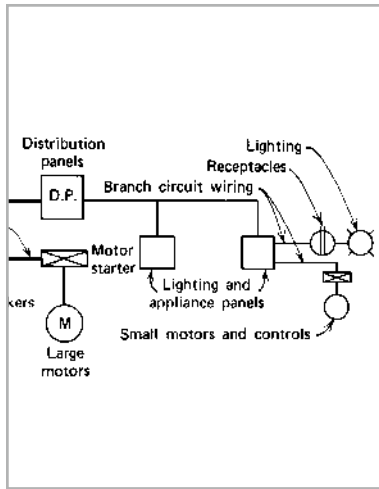 Distribution
panels
Lighting
Receptacles
D.P.
Branch circuit wiring
Motor
starter
Lighting and
appliance panels
kers
M
Large
motors
Small motors and controls